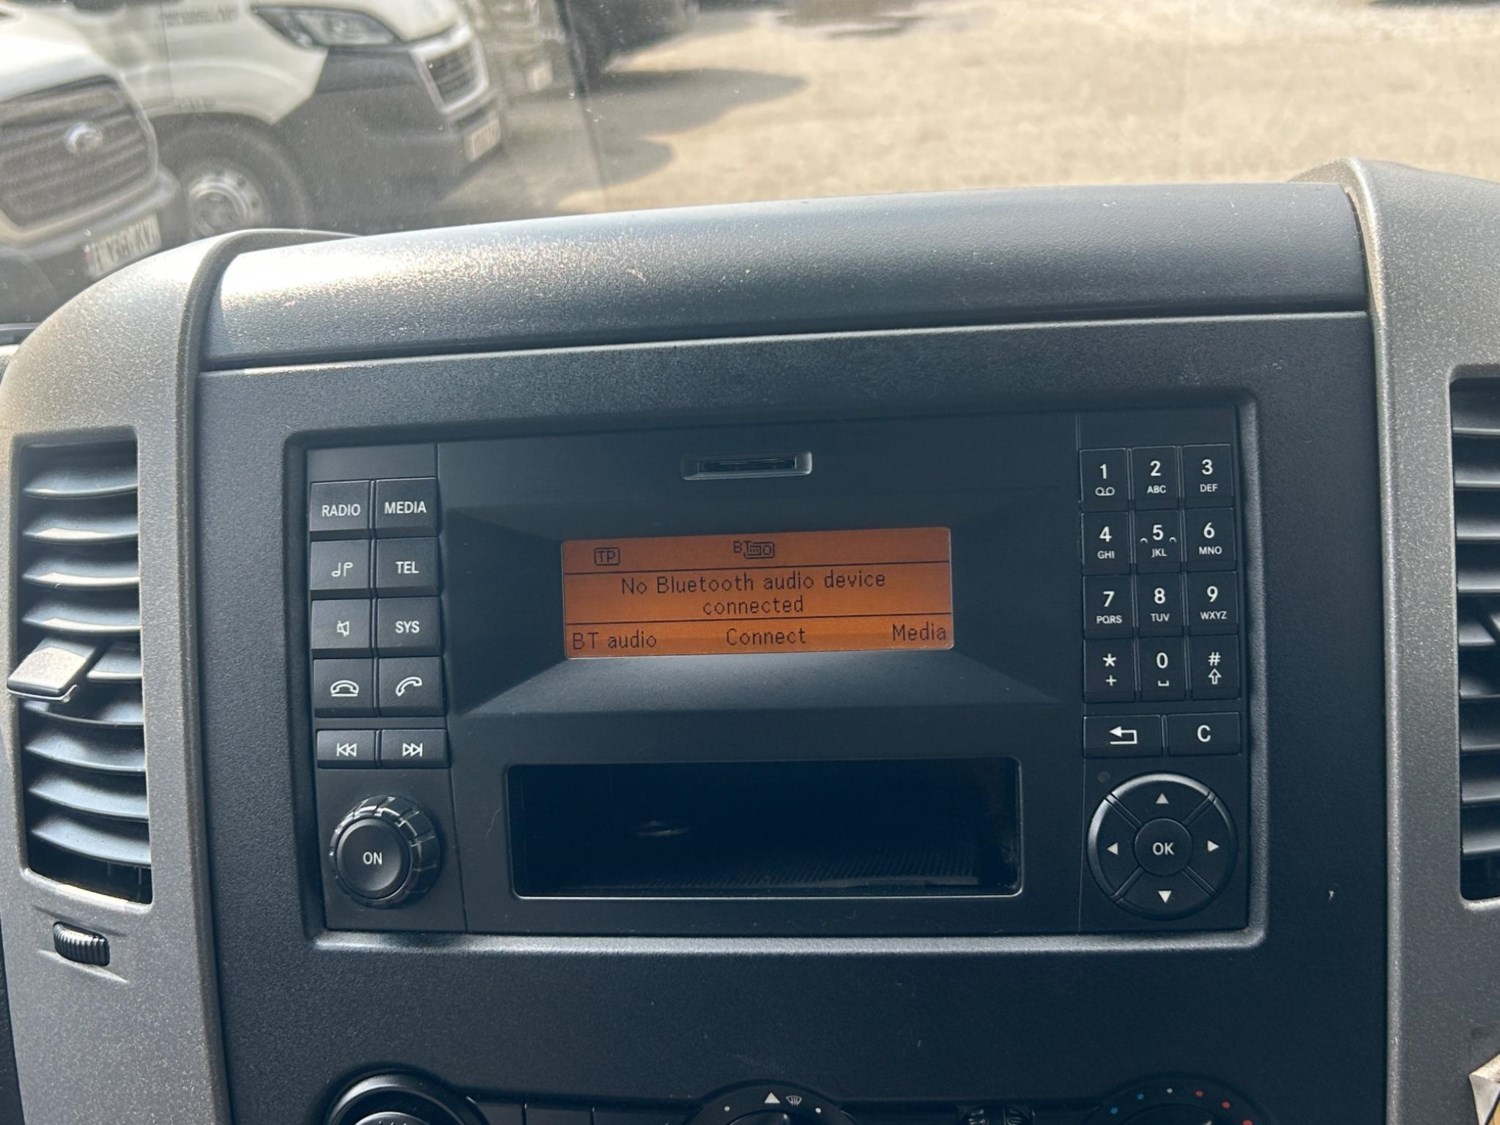 TP BT
No Bluetooth audio device
connected
BT audio Connect Media
RADIO MEDIA
TEL
SYS
ON
1 2 ABC 3 DEF
4 GHI 5 JKL 6 MNO
7 PQRS 8 TUV 9 WXYZ
* + 0 #
C
OK